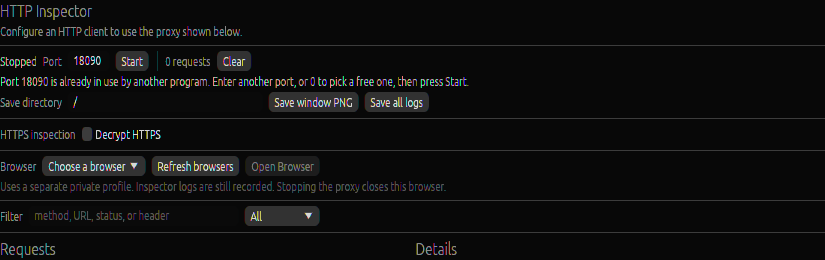 HTTP Inspector
Configure an HTTP client to use the proxy shown below.
Stopped Port 18090 Start 0 requests Clear
Port 18090 is already in use by another program. Enter another port, or 0 to pick a free one, then press Start.
Save directory / Save window PNG Save all logs
HTTPS inspection Decrypt HTTPS
Browser Choose a browser Refresh browsers Open Browser
Uses a separate private profile. Inspector logs are still recorded. Stopping the proxy closes this browser.
Filter method, URL, status, or header All
Requests Details